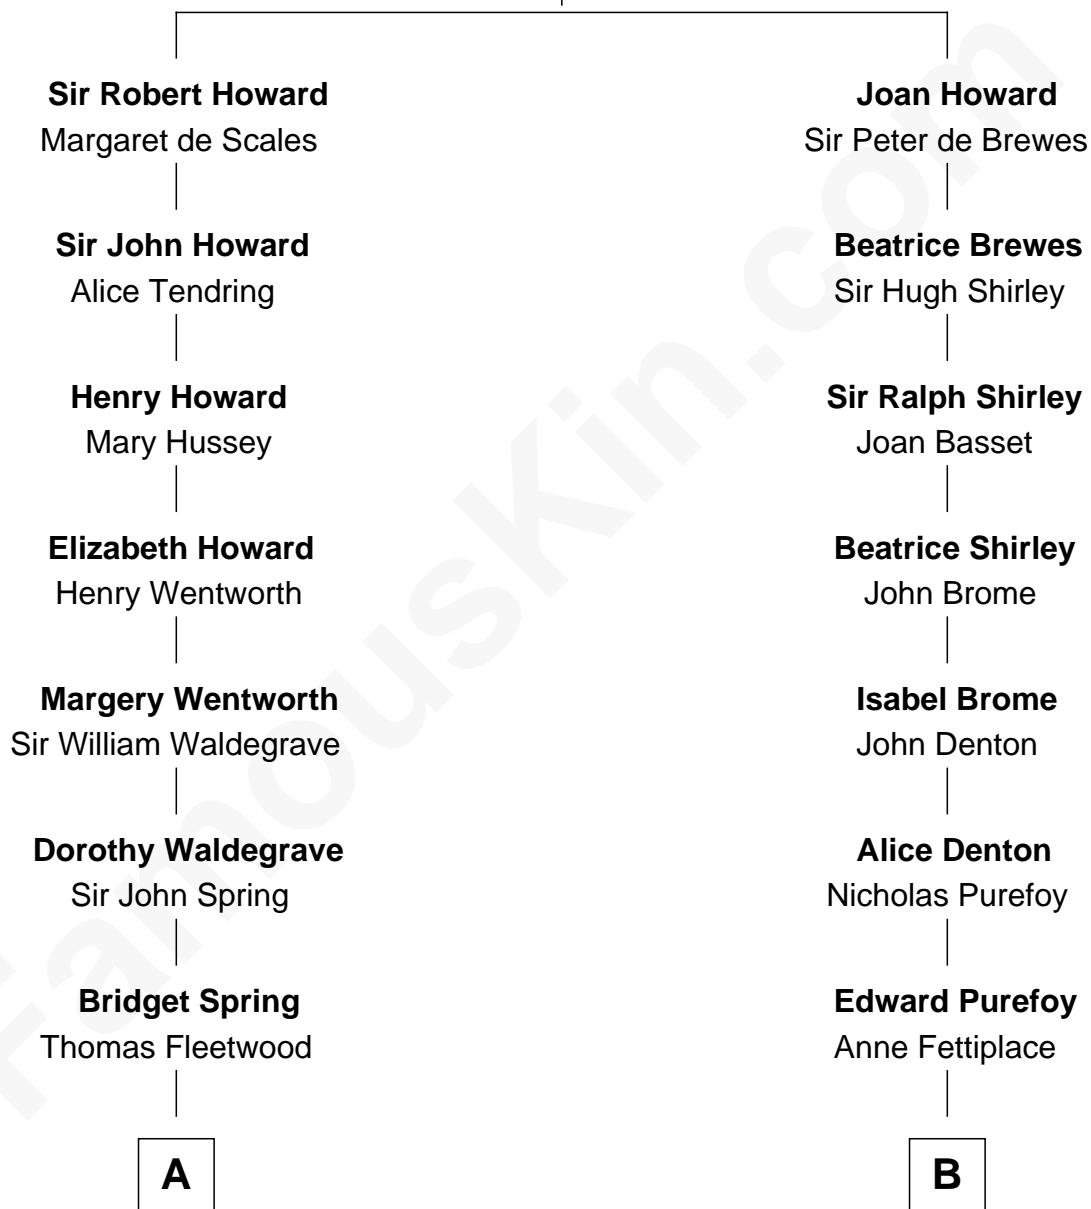 Sir Robert Howard
Margaret de Scales
Sir John Howard
Alice Tendring
Henry Howard
Mary Hussey
Elizabeth Howard
Henry Wentworth
Margery Wentworth
Sir William Waldegrave
Dorothy Waldegrave
Sir John Spring
Bridget Spring
Thomas Fleetwood
A
Joan Howard
Sir Peter de Brewes
Beatrice Brewes
Sir Hugh Shirley
Sir Ralph Shirley
Joan Basset
Beatrice Shirley
John Brome
Isabel Brome
John Denton
Alice Denton
Nicholas Purefoy
Edward Purefoy
Anne Fettiplace
B
FamousKin.com